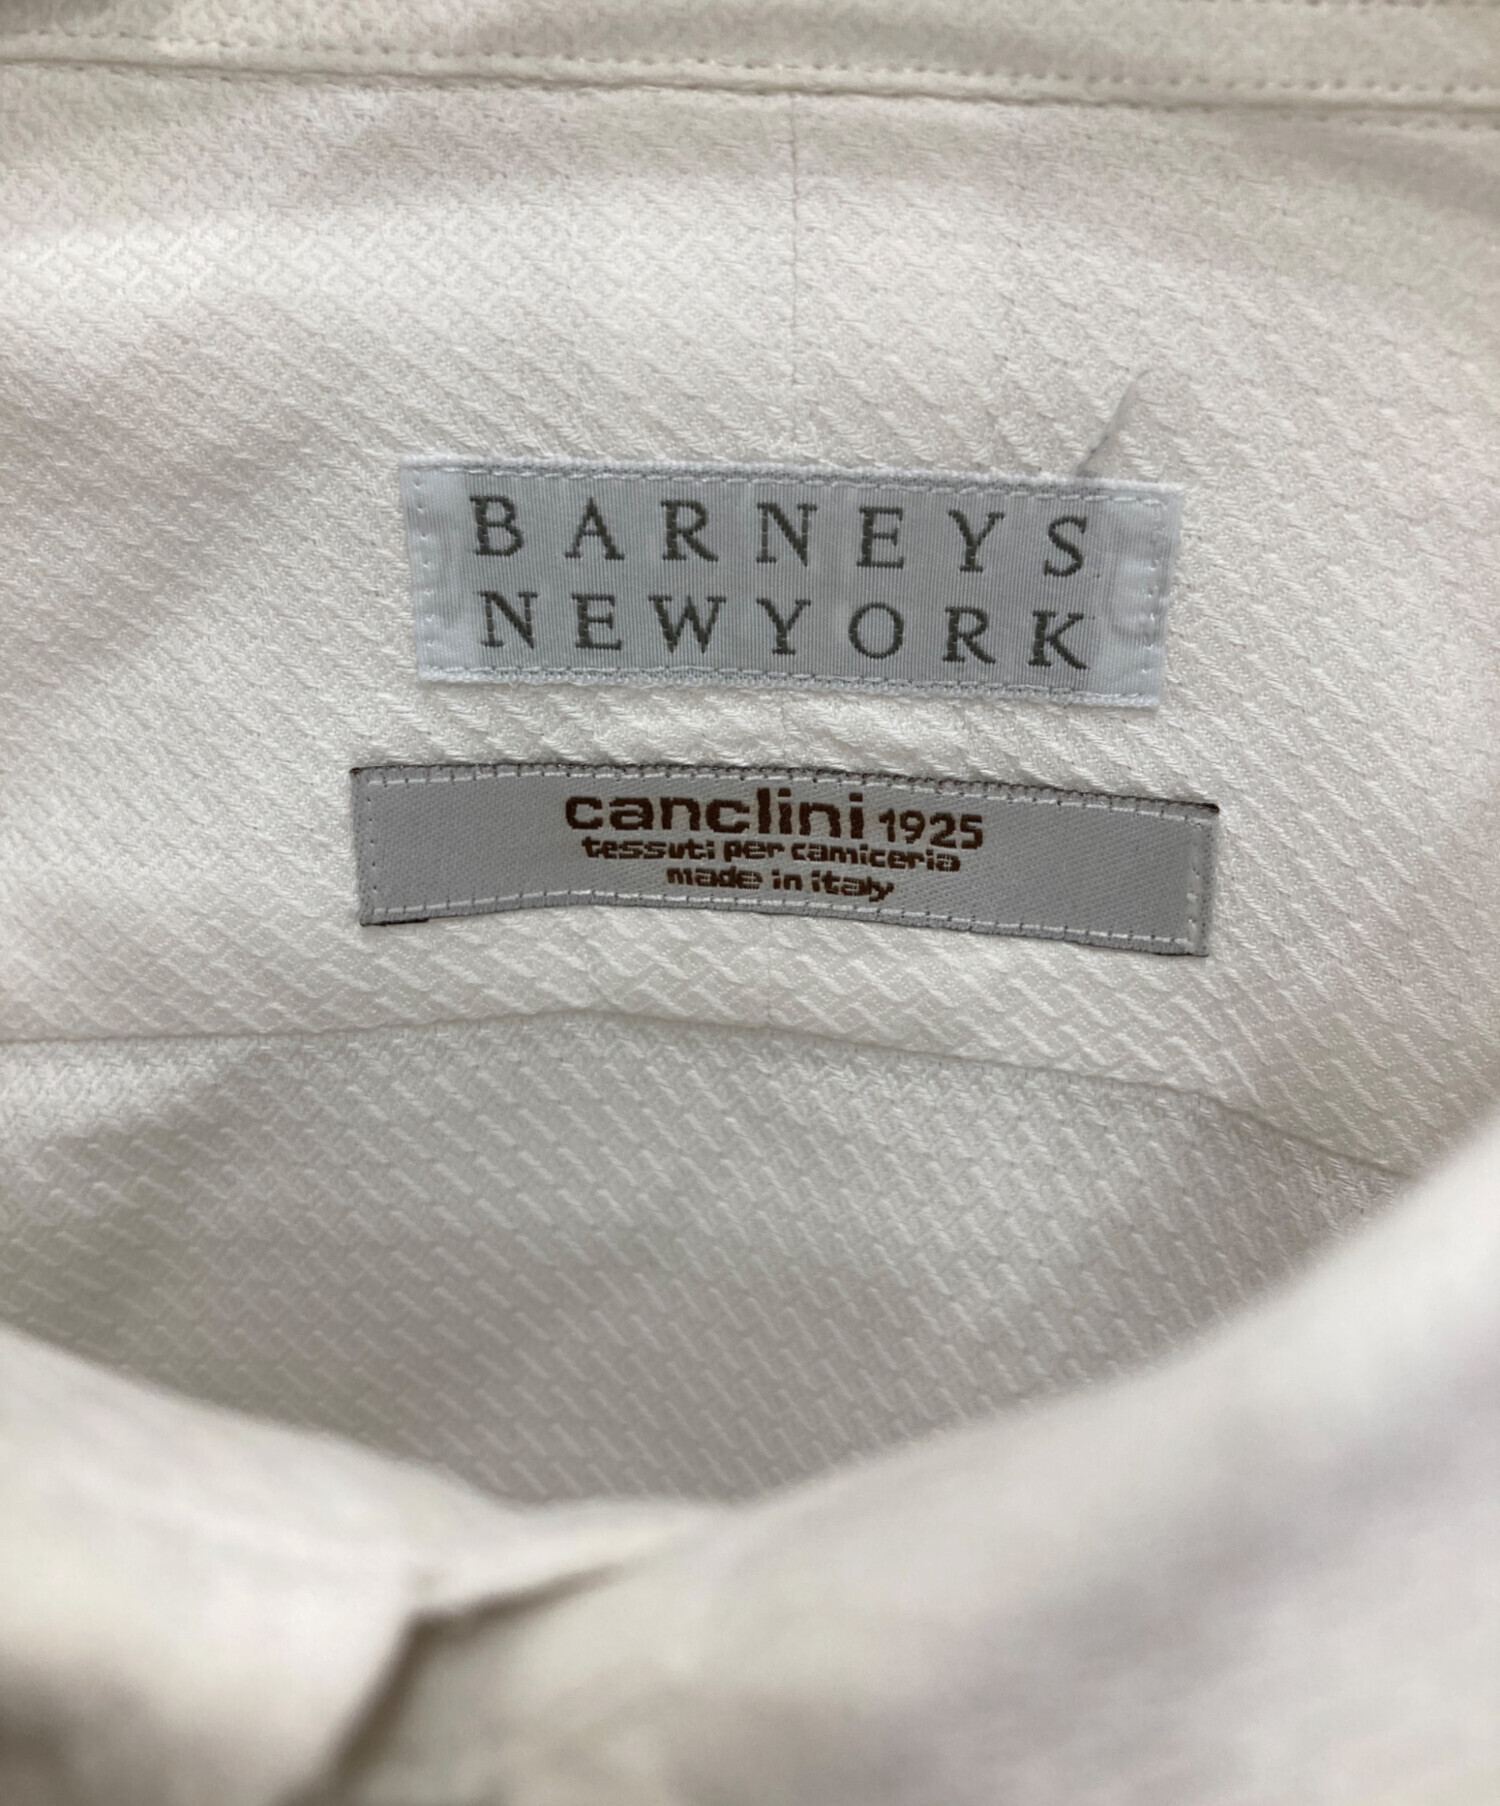 BARNEYS
NEWYORK
canclini 1925
tessuti per camiceria
made in italy